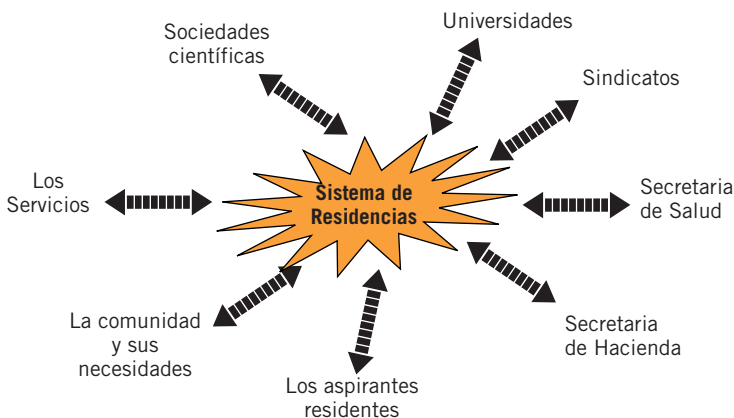 Universidades
Sociedades
científicas
Sindicatos
Los
Servicios
Sistema de
Residencias
Secretaria
de Salud
La comunidad
y sus
necesidades
Secretaria
de Hacienda
Los aspirantes
residentes